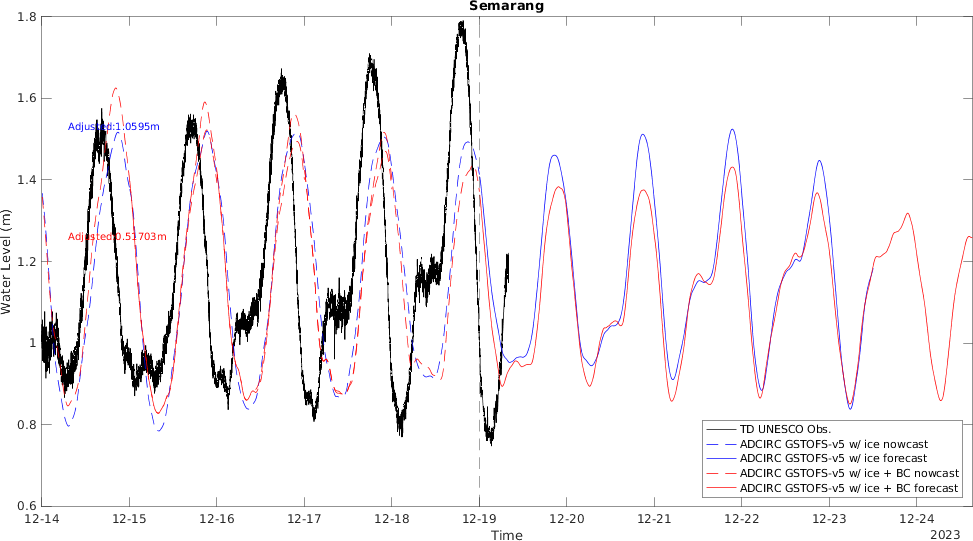 Semarang
1.8
1.6
1.4
1.2
1
0.8
0.6
Water Level (m)
Adjusted:1.0595m
Adjusted:0.51703m
TD UNESCO Obs.
ADCIRC GSTOFS-v5 w/ ice nowcast
ADCIRC GSTOFS-v5 w/ ice forecast
ADCIRC GSTOFS-v5 w/ ice + BC nowcast
ADCIRC GSTOFS-v5 w/ ice + BC forecast
12-14 12-15 12-16 12-17 12-18 12-19 12-20 12-21 12-22 12-23 12-24
Time
2023